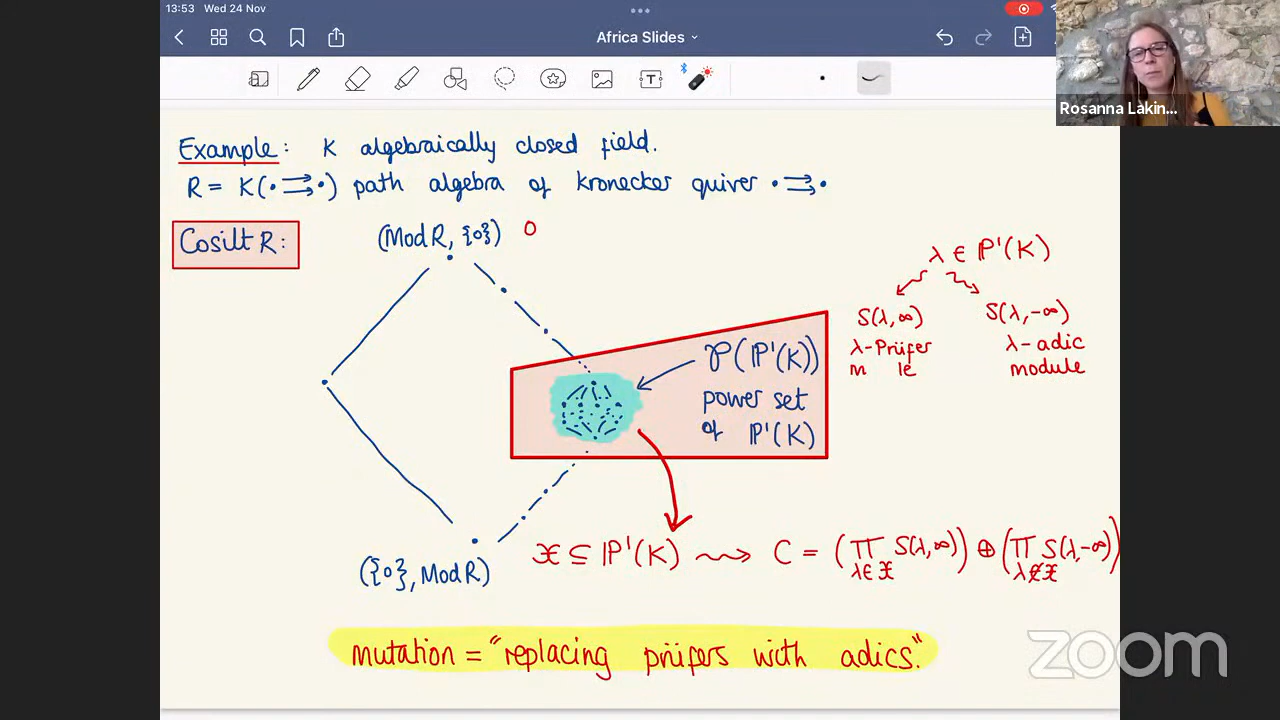 13:53 Wed 24 Nov
Africa Slides
Rosanna Lakin...
Example: K algebraically closed field.
R = K(·⇉·) path algebra of kronecker quiver ·⇉·
Cosilt R:
(Mod R, {0}) 0
λ ∈ ℙ¹(K)
S(λ,∞) S(λ,-∞)
λ-Prüfer λ-adic
m le module
𝒫(ℙ¹(K))
power set
of ℙ¹(K)
𝔛 ⊆ ℙ¹(K) ⇝ C = (∏ S(λ,∞)) ⊕ (∏ S(λ-∞))
λ∈𝔛 λ∉𝔛
({0}, Mod R)
mutation = "replacing prüfers with adics."
zoom